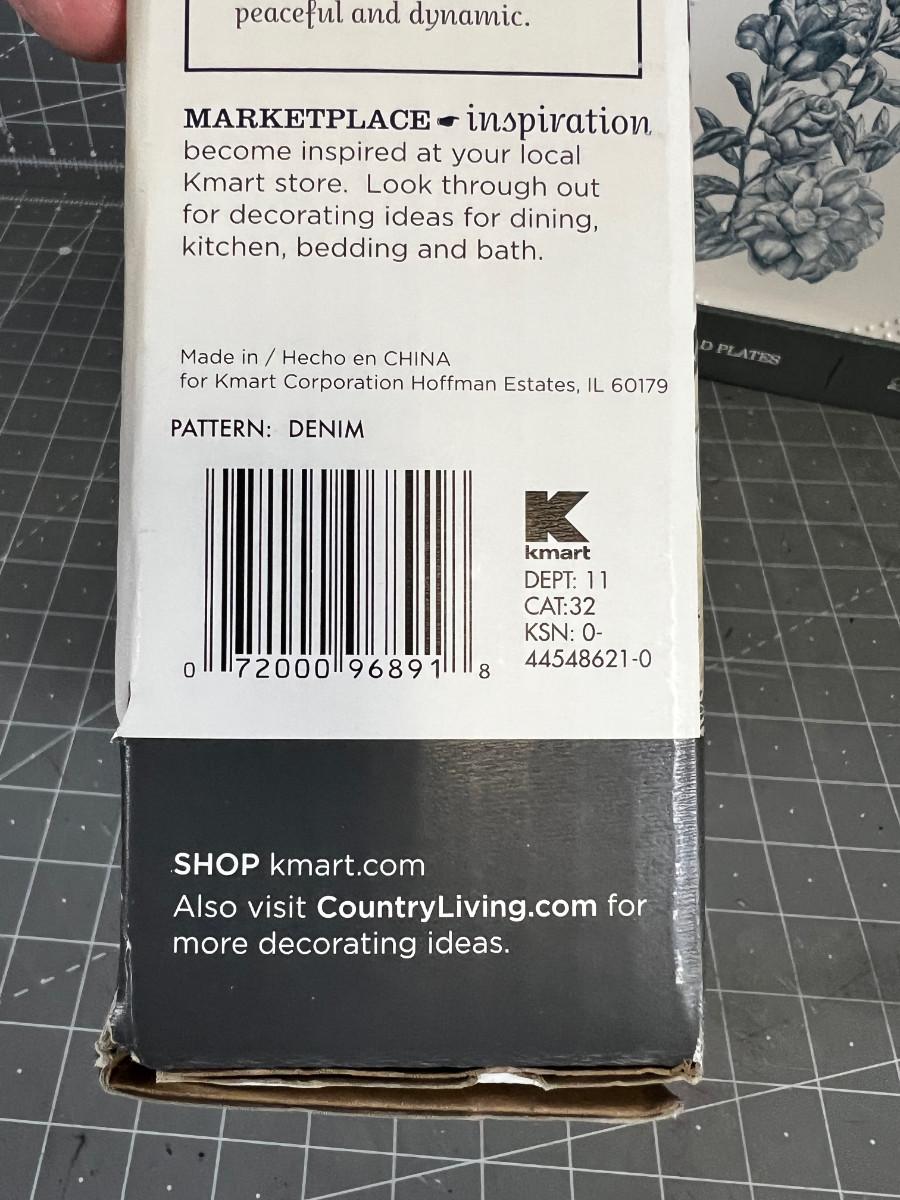 peaceful and dynamic.
MARKETPLACE inspiration
become inspired at your local
Kmart store. Look through out
for decorating ideas for dining,
kitchen, bedding and bath.
Made in / Hecho en CHINA
for Kmart Corporation Hoffman Estates, IL 60179
PATTERN: DENIM
0 72000 96891 8
K
kmart
DEPT: 11
CAT:32
KSN: 0-
44548621-0
SHOP kmart.com
Also visit CountryLiving.com for
more decorating ideas.
PLATES